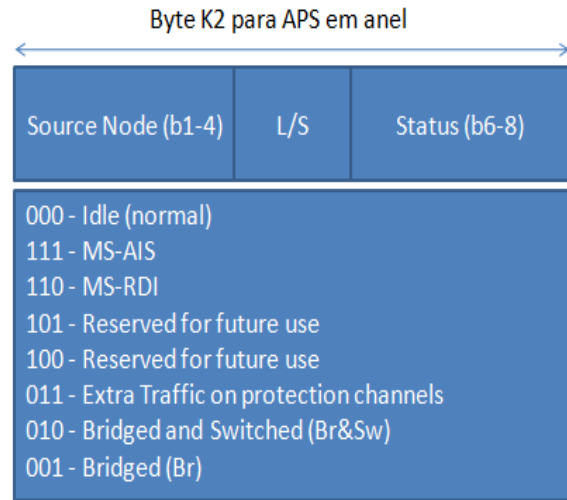 Byte K2 para APS em anel
Source Node (b1-4) L/S Status (b6-8)
000 - Idle (normal)
111 - MS-AIS
110 - MS-RDI
101 - Reserved for future use
100 - Reserved for future use
011 - Extra Traffic on protection channels
010 - Bridged and Switched (Br&Sw)
001 - Bridged (Br)